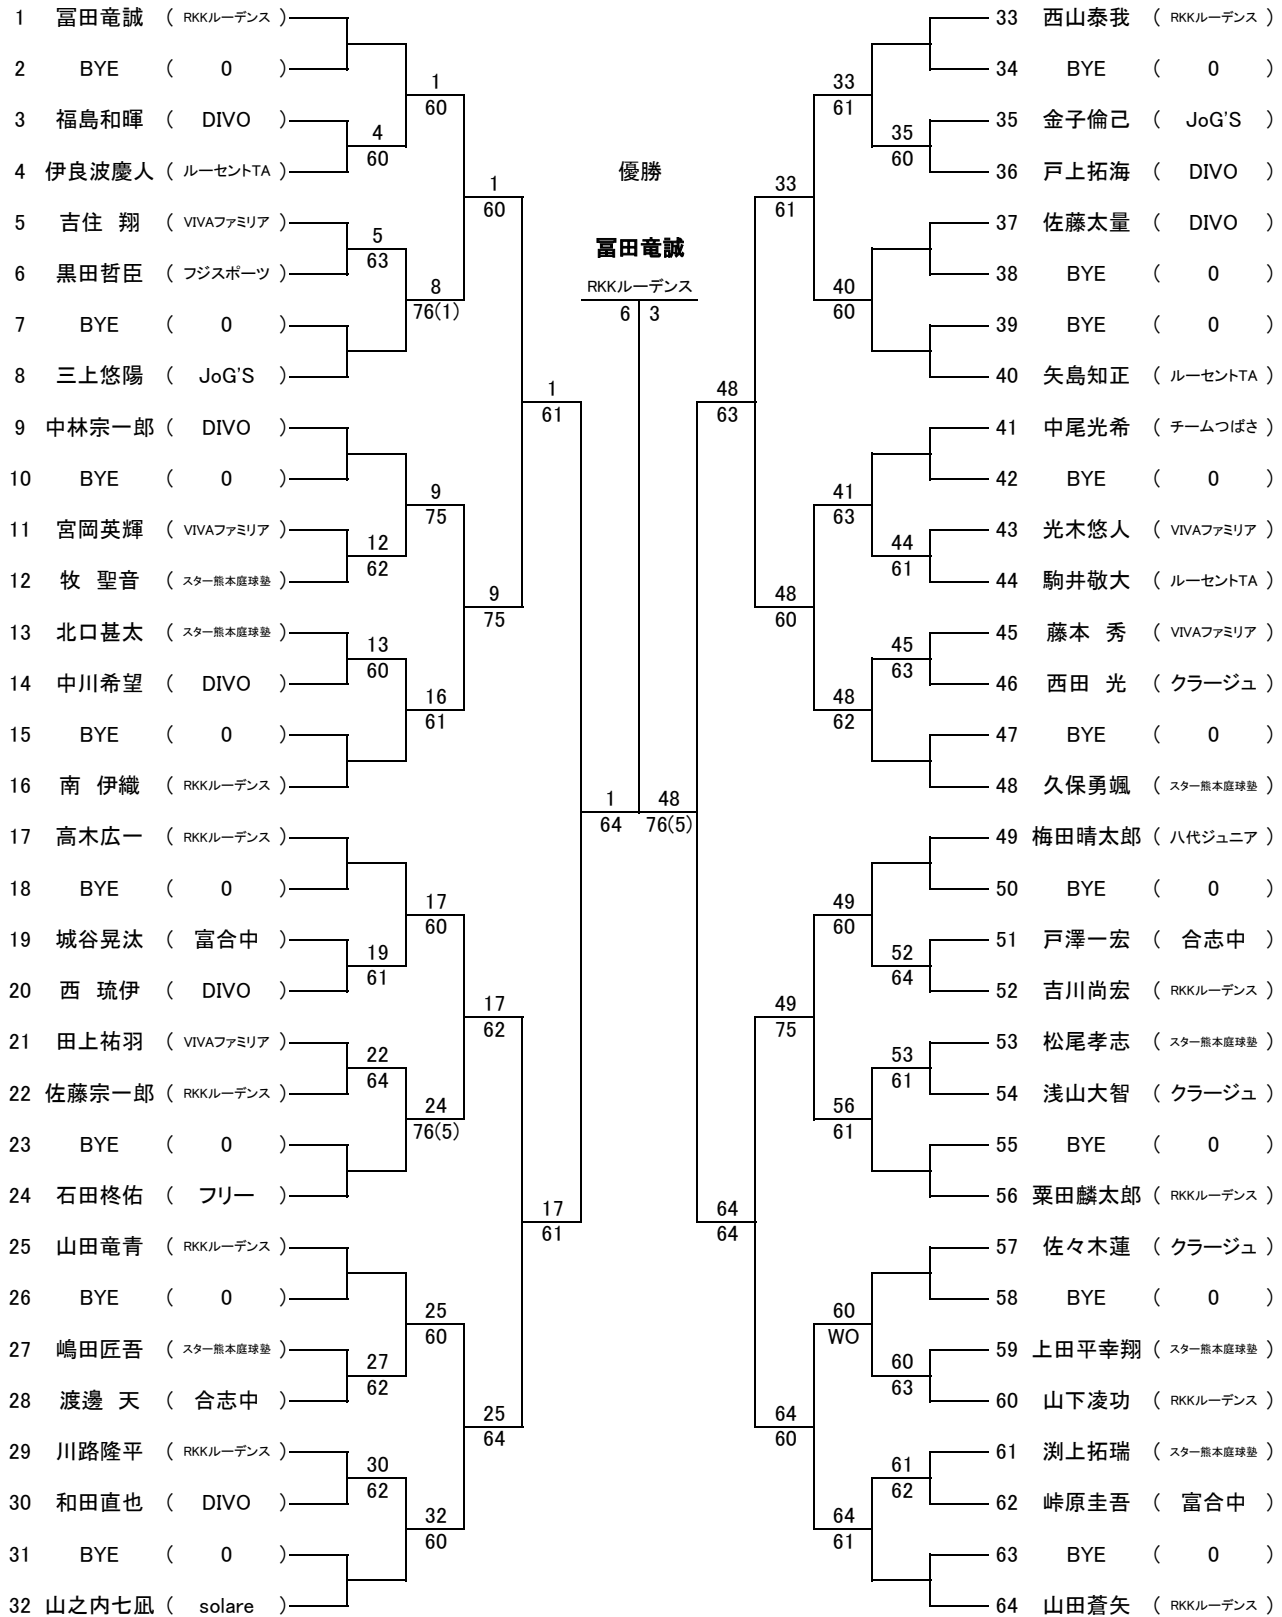 1 冨田竜誠 ( RKKルーデンス )
2 BYE ( 0 )
3 福島和暉 ( DIVO )
4 伊良波慶人 ( ルーセントTA )
5 吉住 翔 ( VIVAファミリア )
6 黒田哲臣 ( フジスポーツ )
7 BYE ( 0 )
8 三上悠陽 ( JoG'S )
9 中林宗一郎 ( DIVO )
10 BYE ( 0 )
11 宮岡英輝 ( VIVAファミリア )
12 牧 聖音 ( スター熊本庭球塾 )
13 北口甚太 ( スター熊本庭球塾 )
14 中川希望 ( DIVO )
15 BYE ( 0 )
16 南 伊織 ( RKKルーデンス )
17 高木広一 ( RKKルーデンス )
18 BYE ( 0 )
19 城谷晃汰 ( 富合中 )
20 西 琉伊 ( DIVO )
21 田上祐羽 ( VIVAファミリア )
22 佐藤宗一郎 ( RKKルーデンス )
23 BYE ( 0 )
24 石田柊佑 ( フリー )
25 山田竜青 ( RKKルーデンス )
26 BYE ( 0 )
27 嶋田匠吾 ( スター熊本庭球塾 )
28 渡邊 天 ( 合志中 )
29 川路隆平 ( RKKルーデンス )
30 和田直也 ( DIVO )
31 BYE ( 0 )
32 山之内七凪 ( solare )
4
60
5
63
12
62
13
60
19
61
22
64
27
62
30
62
1
60
8
76(1)
9
75
16
61
17
60
24
76(5)
25
60
32
60
1
60
9
75
17
62
25
64
1
61
17
61
1
64
優勝
冨田竜誠
RKKルーデンス
6 3
48
76(5)
48
63
64
64
33
61
48
60
49
75
64
60
33
61
40
60
41
63
48
62
49
60
56
61
60
WO
64
61
35
60
44
61
45
63
52
64
53
61
60
63
61
62
33 西山泰我 ( RKKルーデンス )
34 BYE ( 0 )
35 金子倫己 ( JoG'S )
36 戸上拓海 ( DIVO )
37 佐藤太量 ( DIVO )
38 BYE ( 0 )
39 BYE ( 0 )
40 矢島知正 ( ルーセントTA )
41 中尾光希 ( チームつばさ )
42 BYE ( 0 )
43 光木悠人 ( VIVAファミリア )
44 駒井敬大 ( ルーセントTA )
45 藤本 秀 ( VIVAファミリア )
46 西田 光 ( クラージュ )
47 BYE ( 0 )
48 久保勇颯 ( スター熊本庭球塾 )
49 梅田晴太郎 ( 八代ジュニア )
50 BYE ( 0 )
51 戸澤一宏 ( 合志中 )
52 吉川尚宏 ( RKKルーデンス )
53 松尾孝志 ( スター熊本庭球塾 )
54 浅山大智 ( クラージュ )
55 BYE ( 0 )
56 粟田麟太郎 ( RKKルーデンス )
57 佐々木蓮 ( クラージュ )
58 BYE ( 0 )
59 上田平幸翔 ( スター熊本庭球塾 )
60 山下凌功 ( RKKルーデンス )
61 渕上拓瑞 ( スター熊本庭球塾 )
62 峠原圭吾 ( 富合中 )
63 BYE ( 0 )
64 山田蒼矢 ( RKKルーデンス )